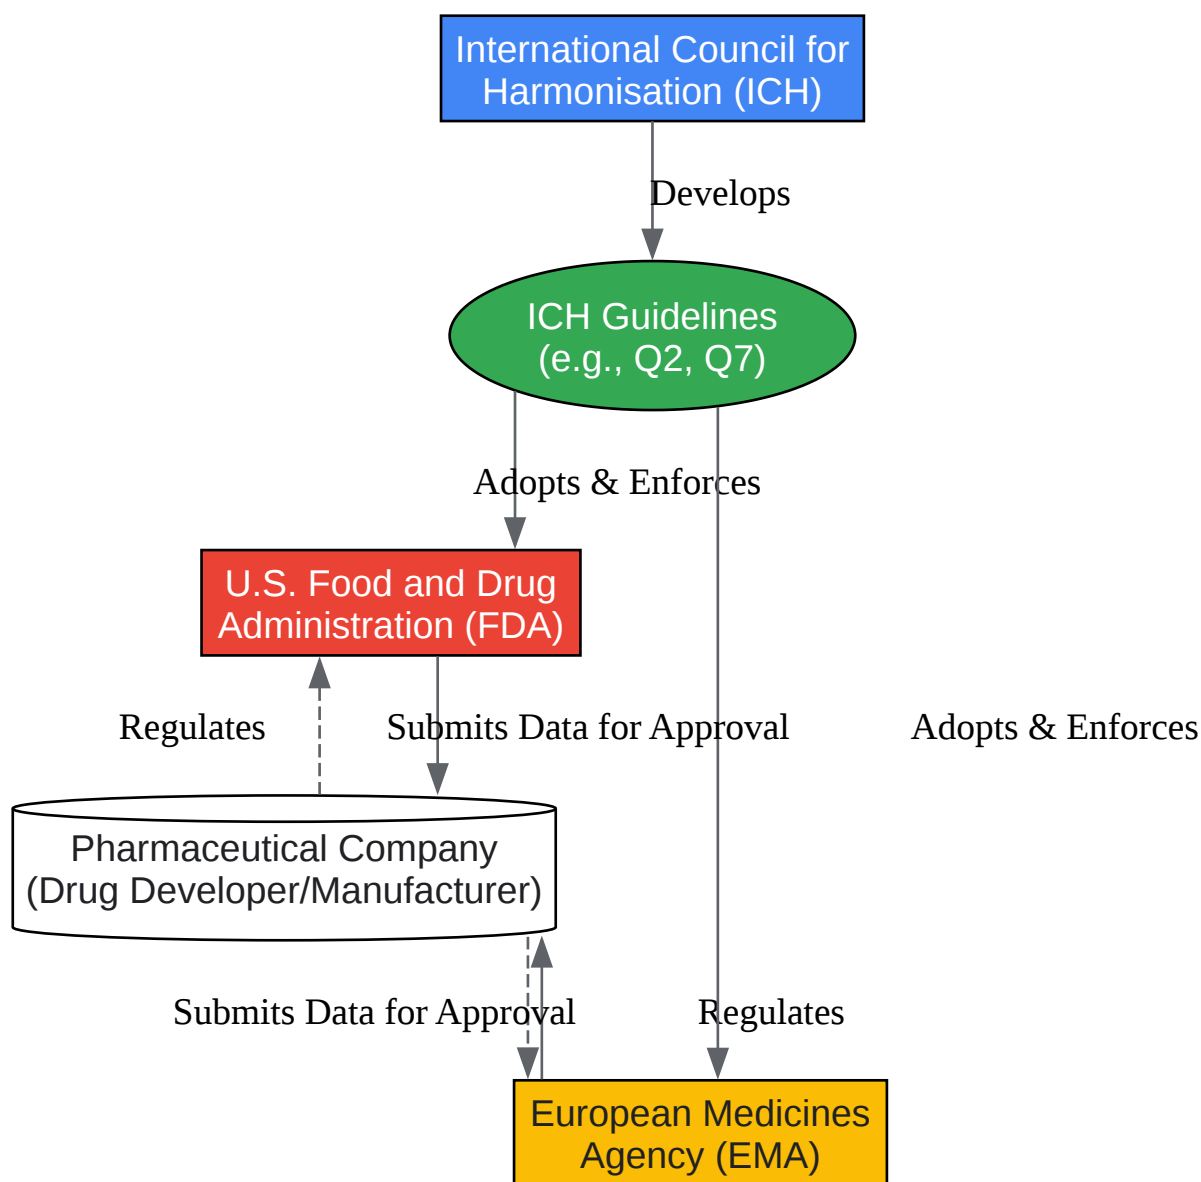 International Council for
Harmonisation (ICH)
Develops
ICH Guidelines
(e.g., Q2, Q7)
Adopts & Enforces
U.S. Food and Drug
Administration (FDA)
Regulates
Submits Data for Approval
Adopts & Enforces
Pharmaceutical Company
(Drug Developer/Manufacturer)
Submits Data for Approval
Regulates
European Medicines
Agency (EMA)